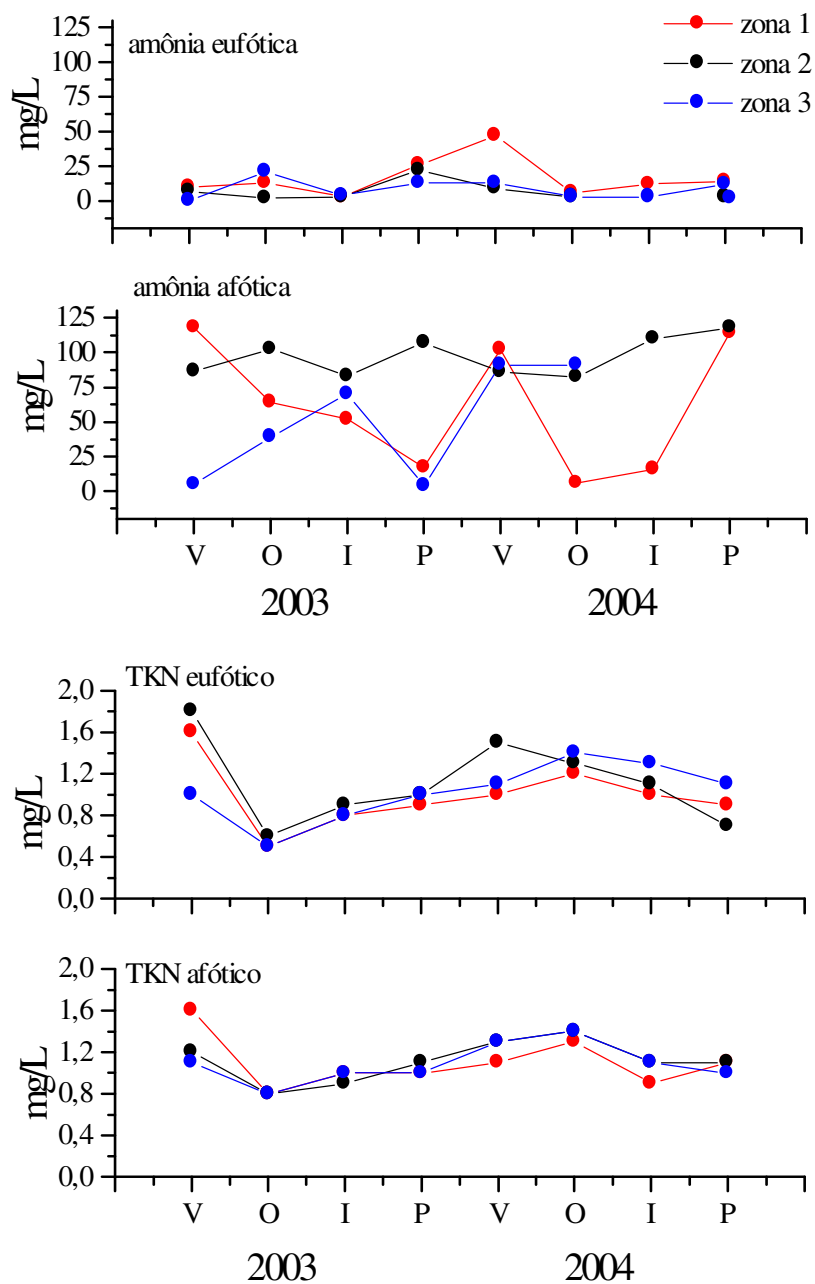 125
100
75
50
25
0
mg/L
amônia eufótica
zona 1
zona 2
zona 3
amônia afótica
125
100
75
50
25
0
mg/L
V O I P V O I P
2003 2004
TKN eufótico
2,0
1,6
1,2
0,8
0,4
0,0
mg/L
TKN afótico
2,0
1,6
1,2
0,8
0,4
0,0
mg/L
V O I P V O I P
2003 2004